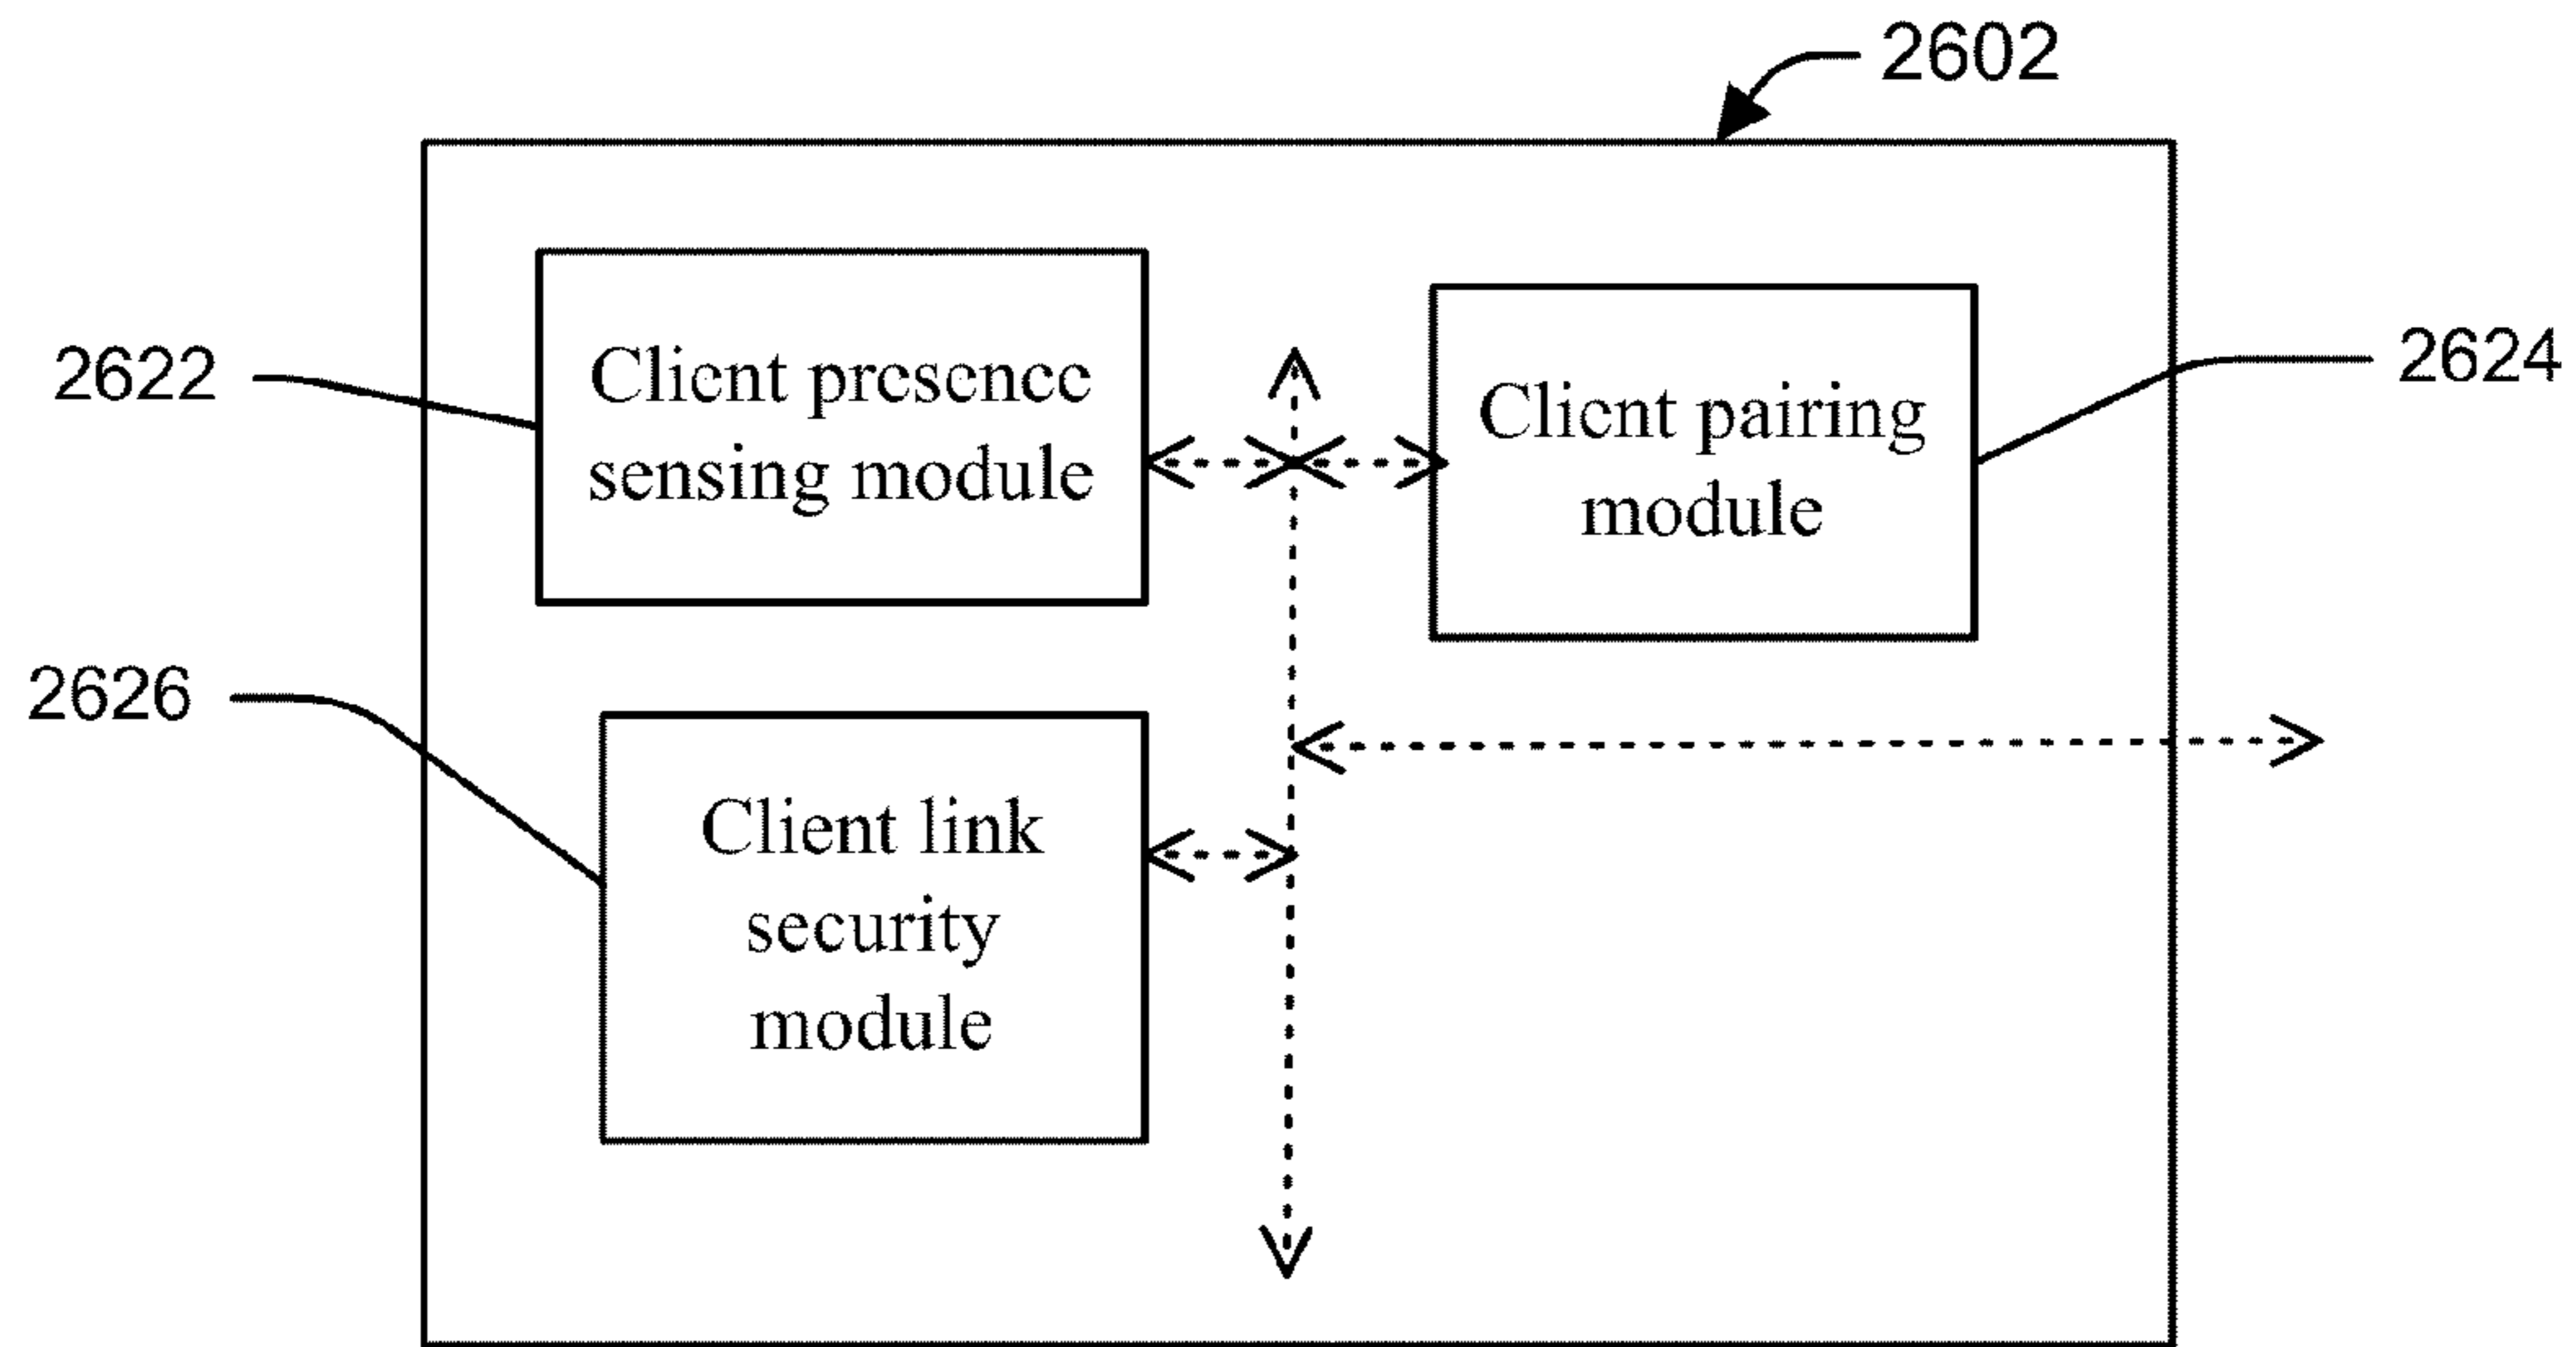 2602
2622
Client presence
sensing module
Client pairing
module
2624
2626
Client link
security
module